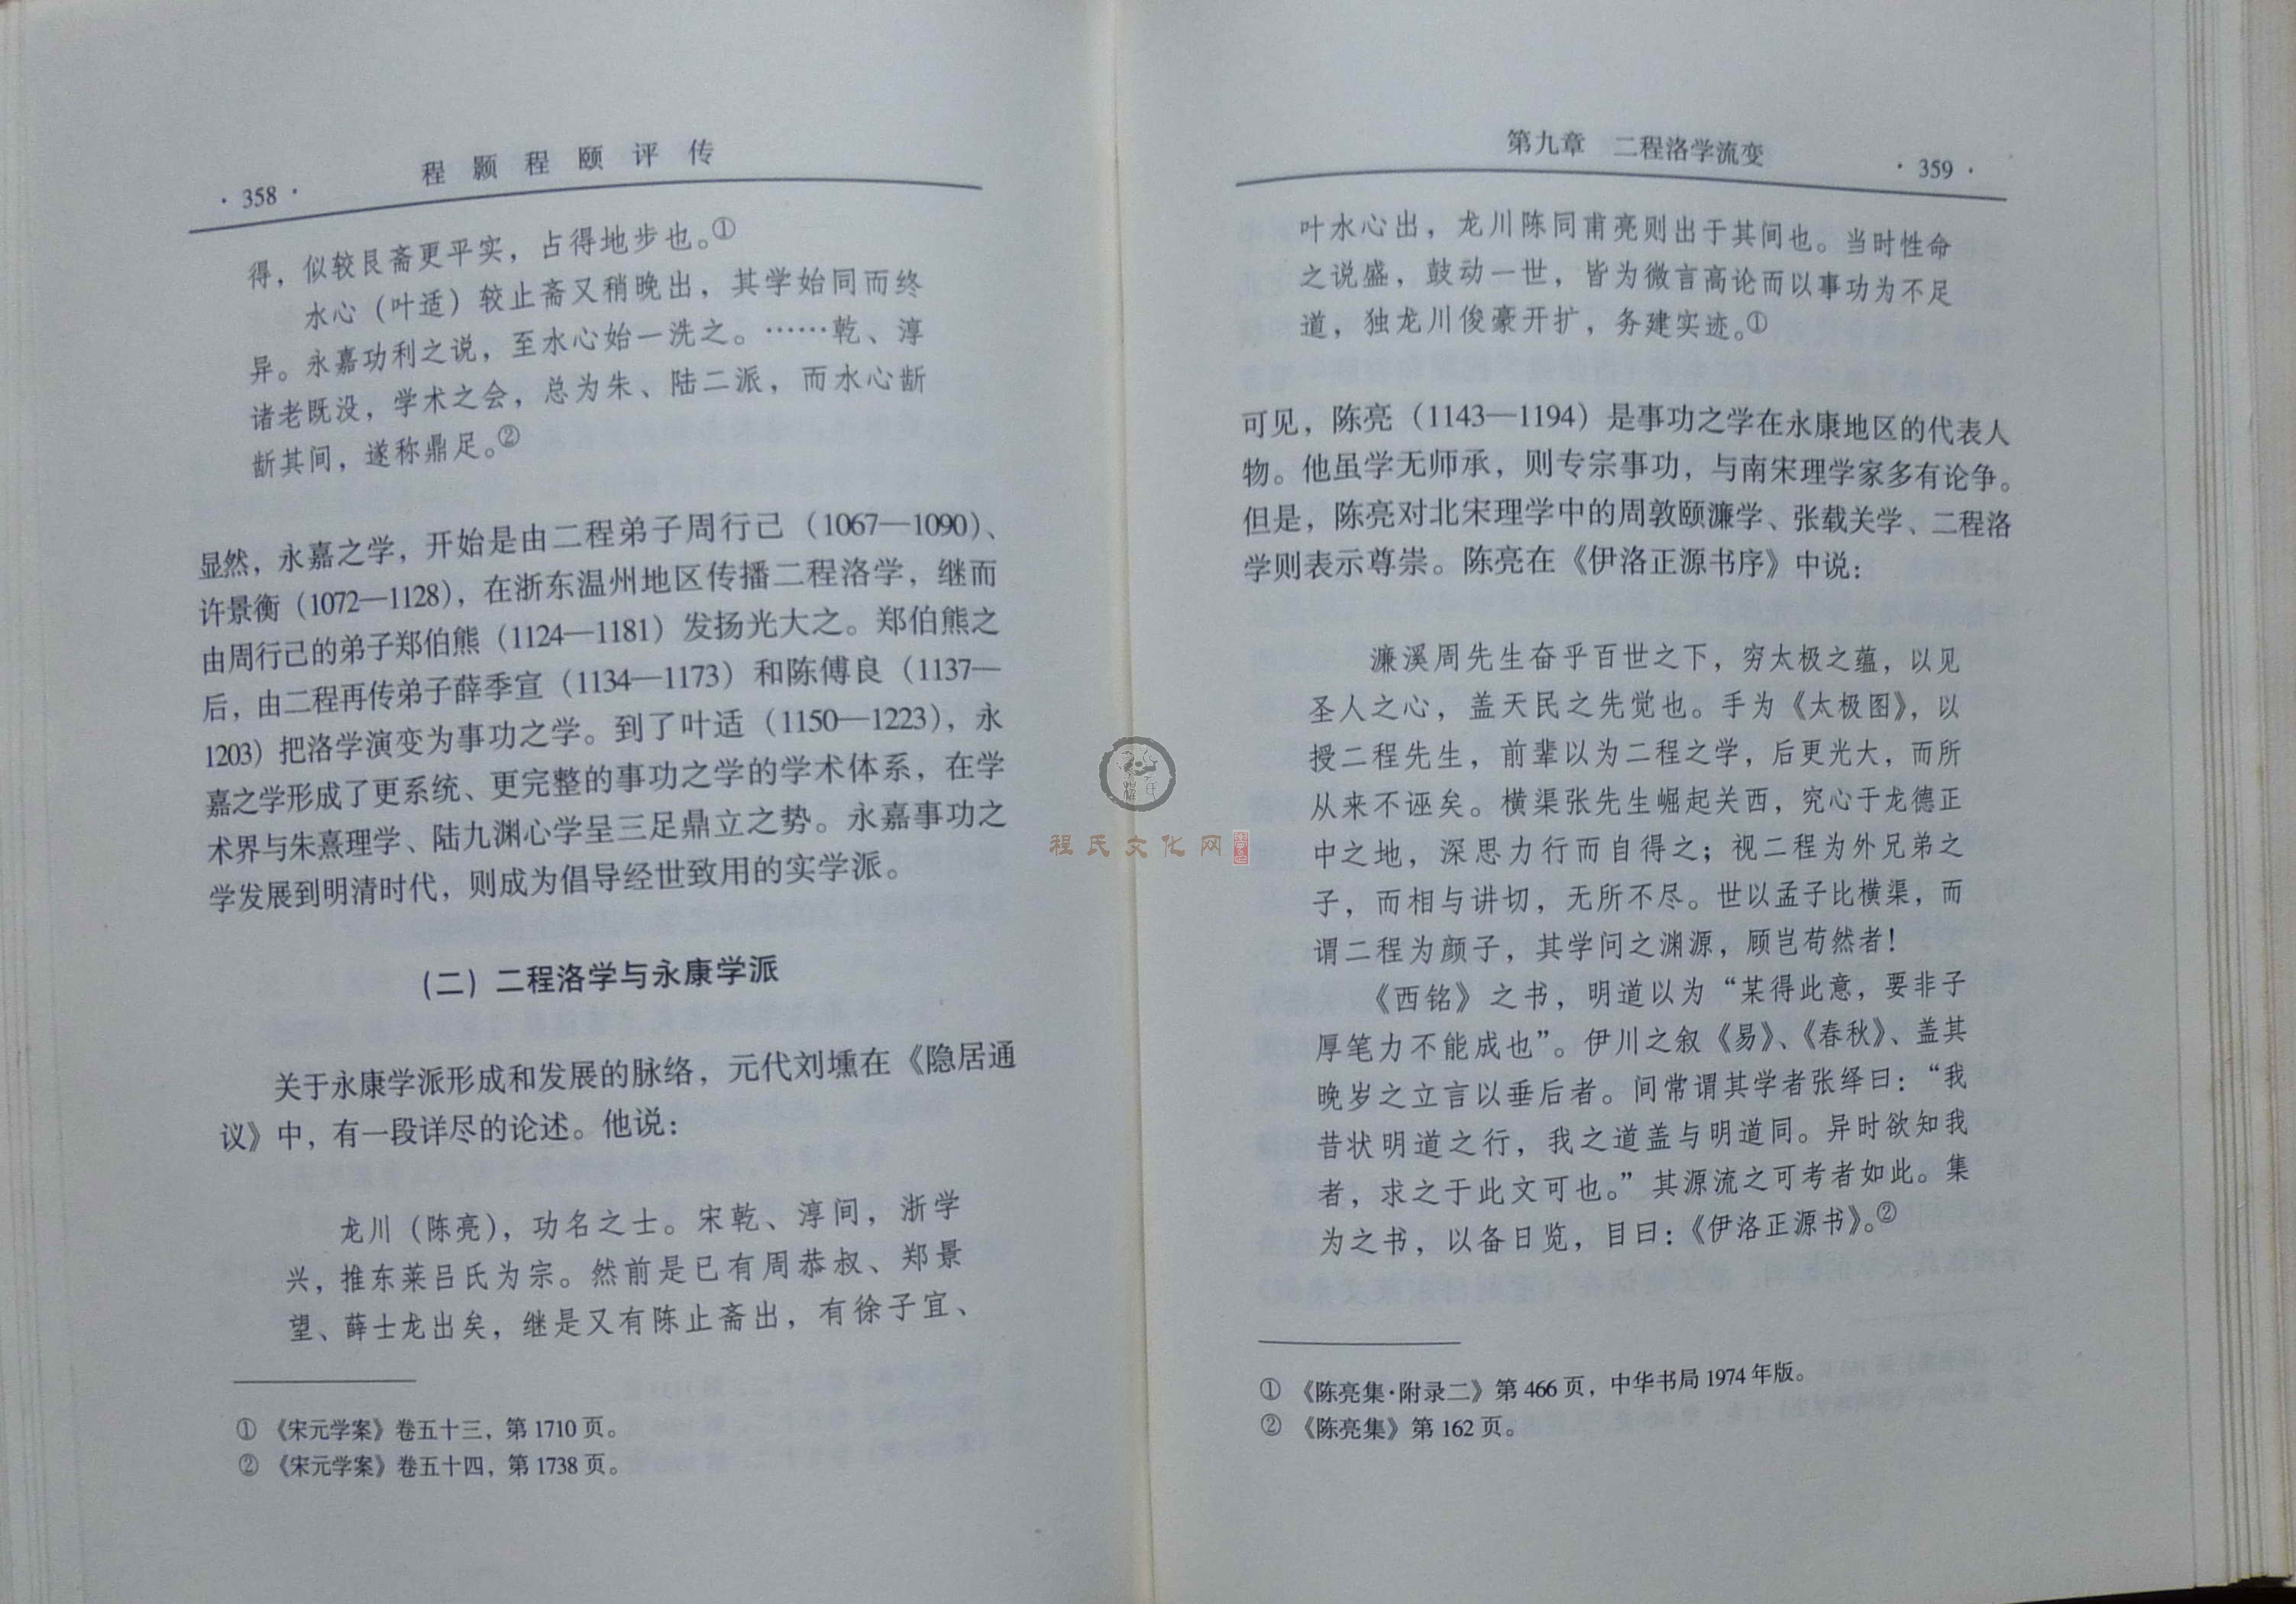 · 358 ·
程颢程颐评传
得，似较艮斋更平实，占得地步也。①
水心（叶适）较止斋又稍晚出，其学始同而终
异。永嘉功利之说，至水心始一洗之。……乾、淳
诸老既没，学术之会，总为朱、陆二派，而水心龂
龂其间，遂称鼎足。②
显然，永嘉之学，开始是由二程弟子周行己（1067—1090）、
许景衡（1072—1128），在浙东温州地区传播二程洛学，继而
由周行己的弟子郑伯熊（1124—1181）发扬光大之。郑伯熊之
后，由二程再传弟子薛季宣（1134—1173）和陈傅良（1137—
1203）把洛学演变为事功之学。到了叶适（1150—1223），永
嘉之学形成了更系统、更完整的事功之学的学术体系，在学
术界与朱熹理学、陆九渊心学呈三足鼎立之势。永嘉事功之
学发展到明清时代，则成为倡导经世致用的实学派。
（二）二程洛学与永康学派
关于永康学派形成和发展的脉络，元代刘壎在《隐居通
议》中，有一段详尽的论述。他说：
龙川（陈亮），功名之士。宋乾、淳间，浙学
兴，推东莱吕氏为宗。然前是已有周恭叔、郑景
望、薛士龙出矣，继是又有陈止斋出，有徐子宜、
① 《宋元学案》卷五十三，第 1710 页。
② 《宋元学案》卷五十四，第 1738 页。
第九章 二程洛学流变
· 359 ·
叶水心出，龙川陈同甫亮则出于其间也。当时性命
之说盛，鼓动一世，皆为微言高论而以事功为不足
道，独龙川俊豪开扩，务建实迹。①
可见，陈亮（1143—1194）是事功之学在永康地区的代表人
物。他虽学无师承，则专宗事功，与南宋理学家多有论争。
但是，陈亮对北宋理学中的周敦颐濂学、张载关学、二程洛
学则表示尊崇。陈亮在《伊洛正源书序》中说：
濂溪周先生奋乎百世之下，穷太极之蕴，以见
圣人之心，盖天民之先觉也。手为《太极图》，以
授二程先生，前辈以为二程之学，后更光大，而所
从来不诬矣。横渠张先生崛起关西，究心于龙德正
中之地，深思力行而自得之；视二程为外兄弟之
子，而相与讲切，无所不尽。世以孟子比横渠，而
谓二程为颜子，其学问之渊源，顾岂苟然者！
《西铭》之书，明道以为“某得此意，要非子
厚笔力不能成也”。伊川之叙《易》、《春秋》、盖其
晚岁之立言以垂后者。间常谓其学者张绎曰：“我
昔状明道之行，我之道盖与明道同。异时欲知我
者，求之于此文可也。”其源流之可考者如此。集
为之书，以备日览，目曰：《伊洛正源书》。②
① 《陈亮集·附录二》第 466 页，中华书局 1974 年版。
② 《陈亮集》第 162 页。
程氏文化网